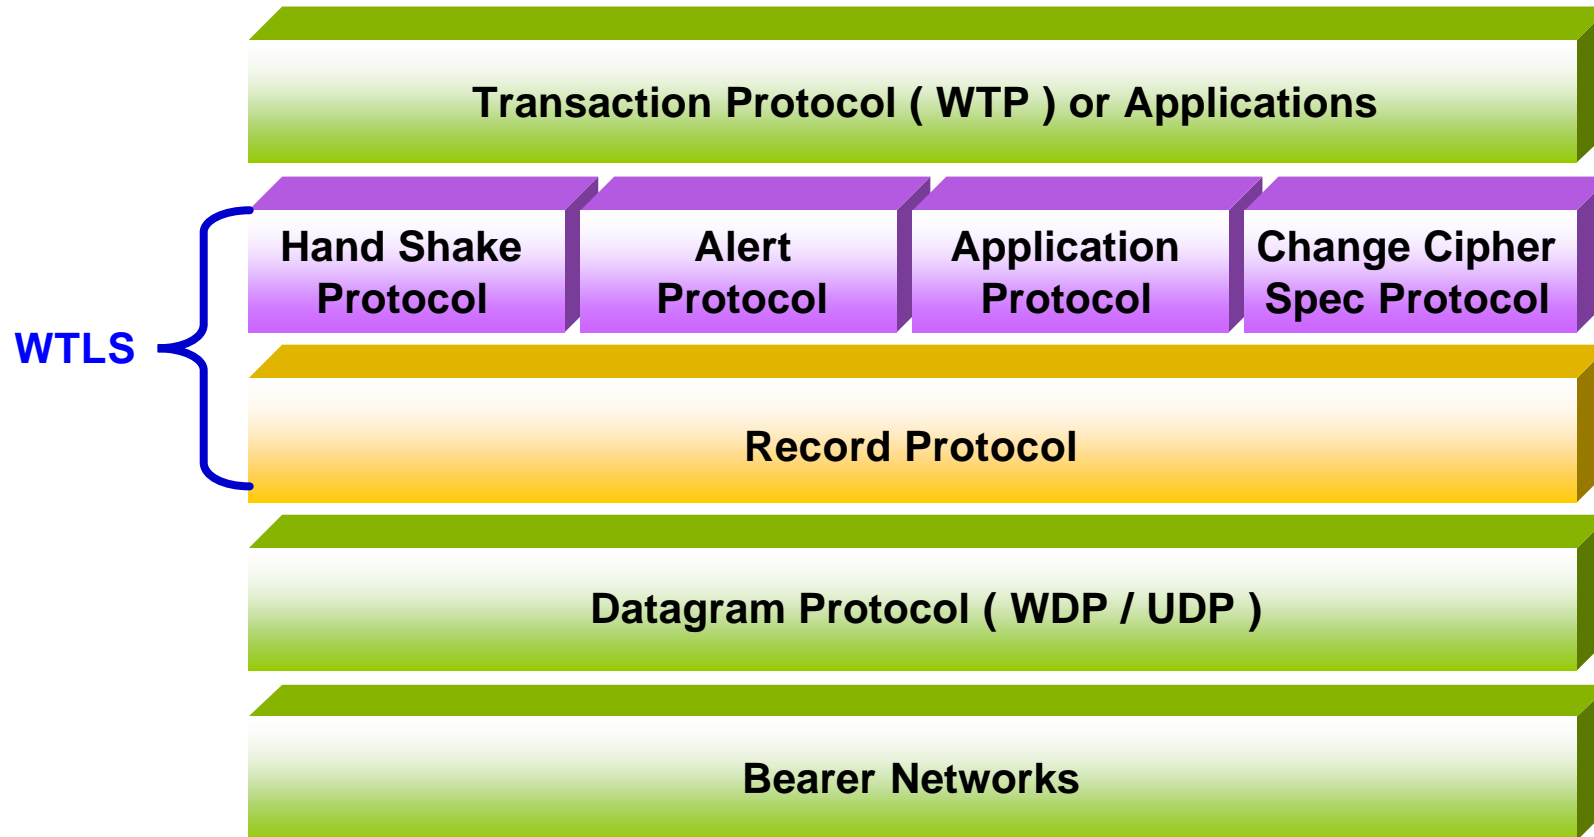 Transaction Protocol ( WTP ) or Applications
Hand Shake
Protocol
Alert
Protocol
Application
Protocol
Change Cipher
Spec Protocol
WTLS
Record Protocol
Datagram Protocol ( WDP / UDP )
Bearer Networks